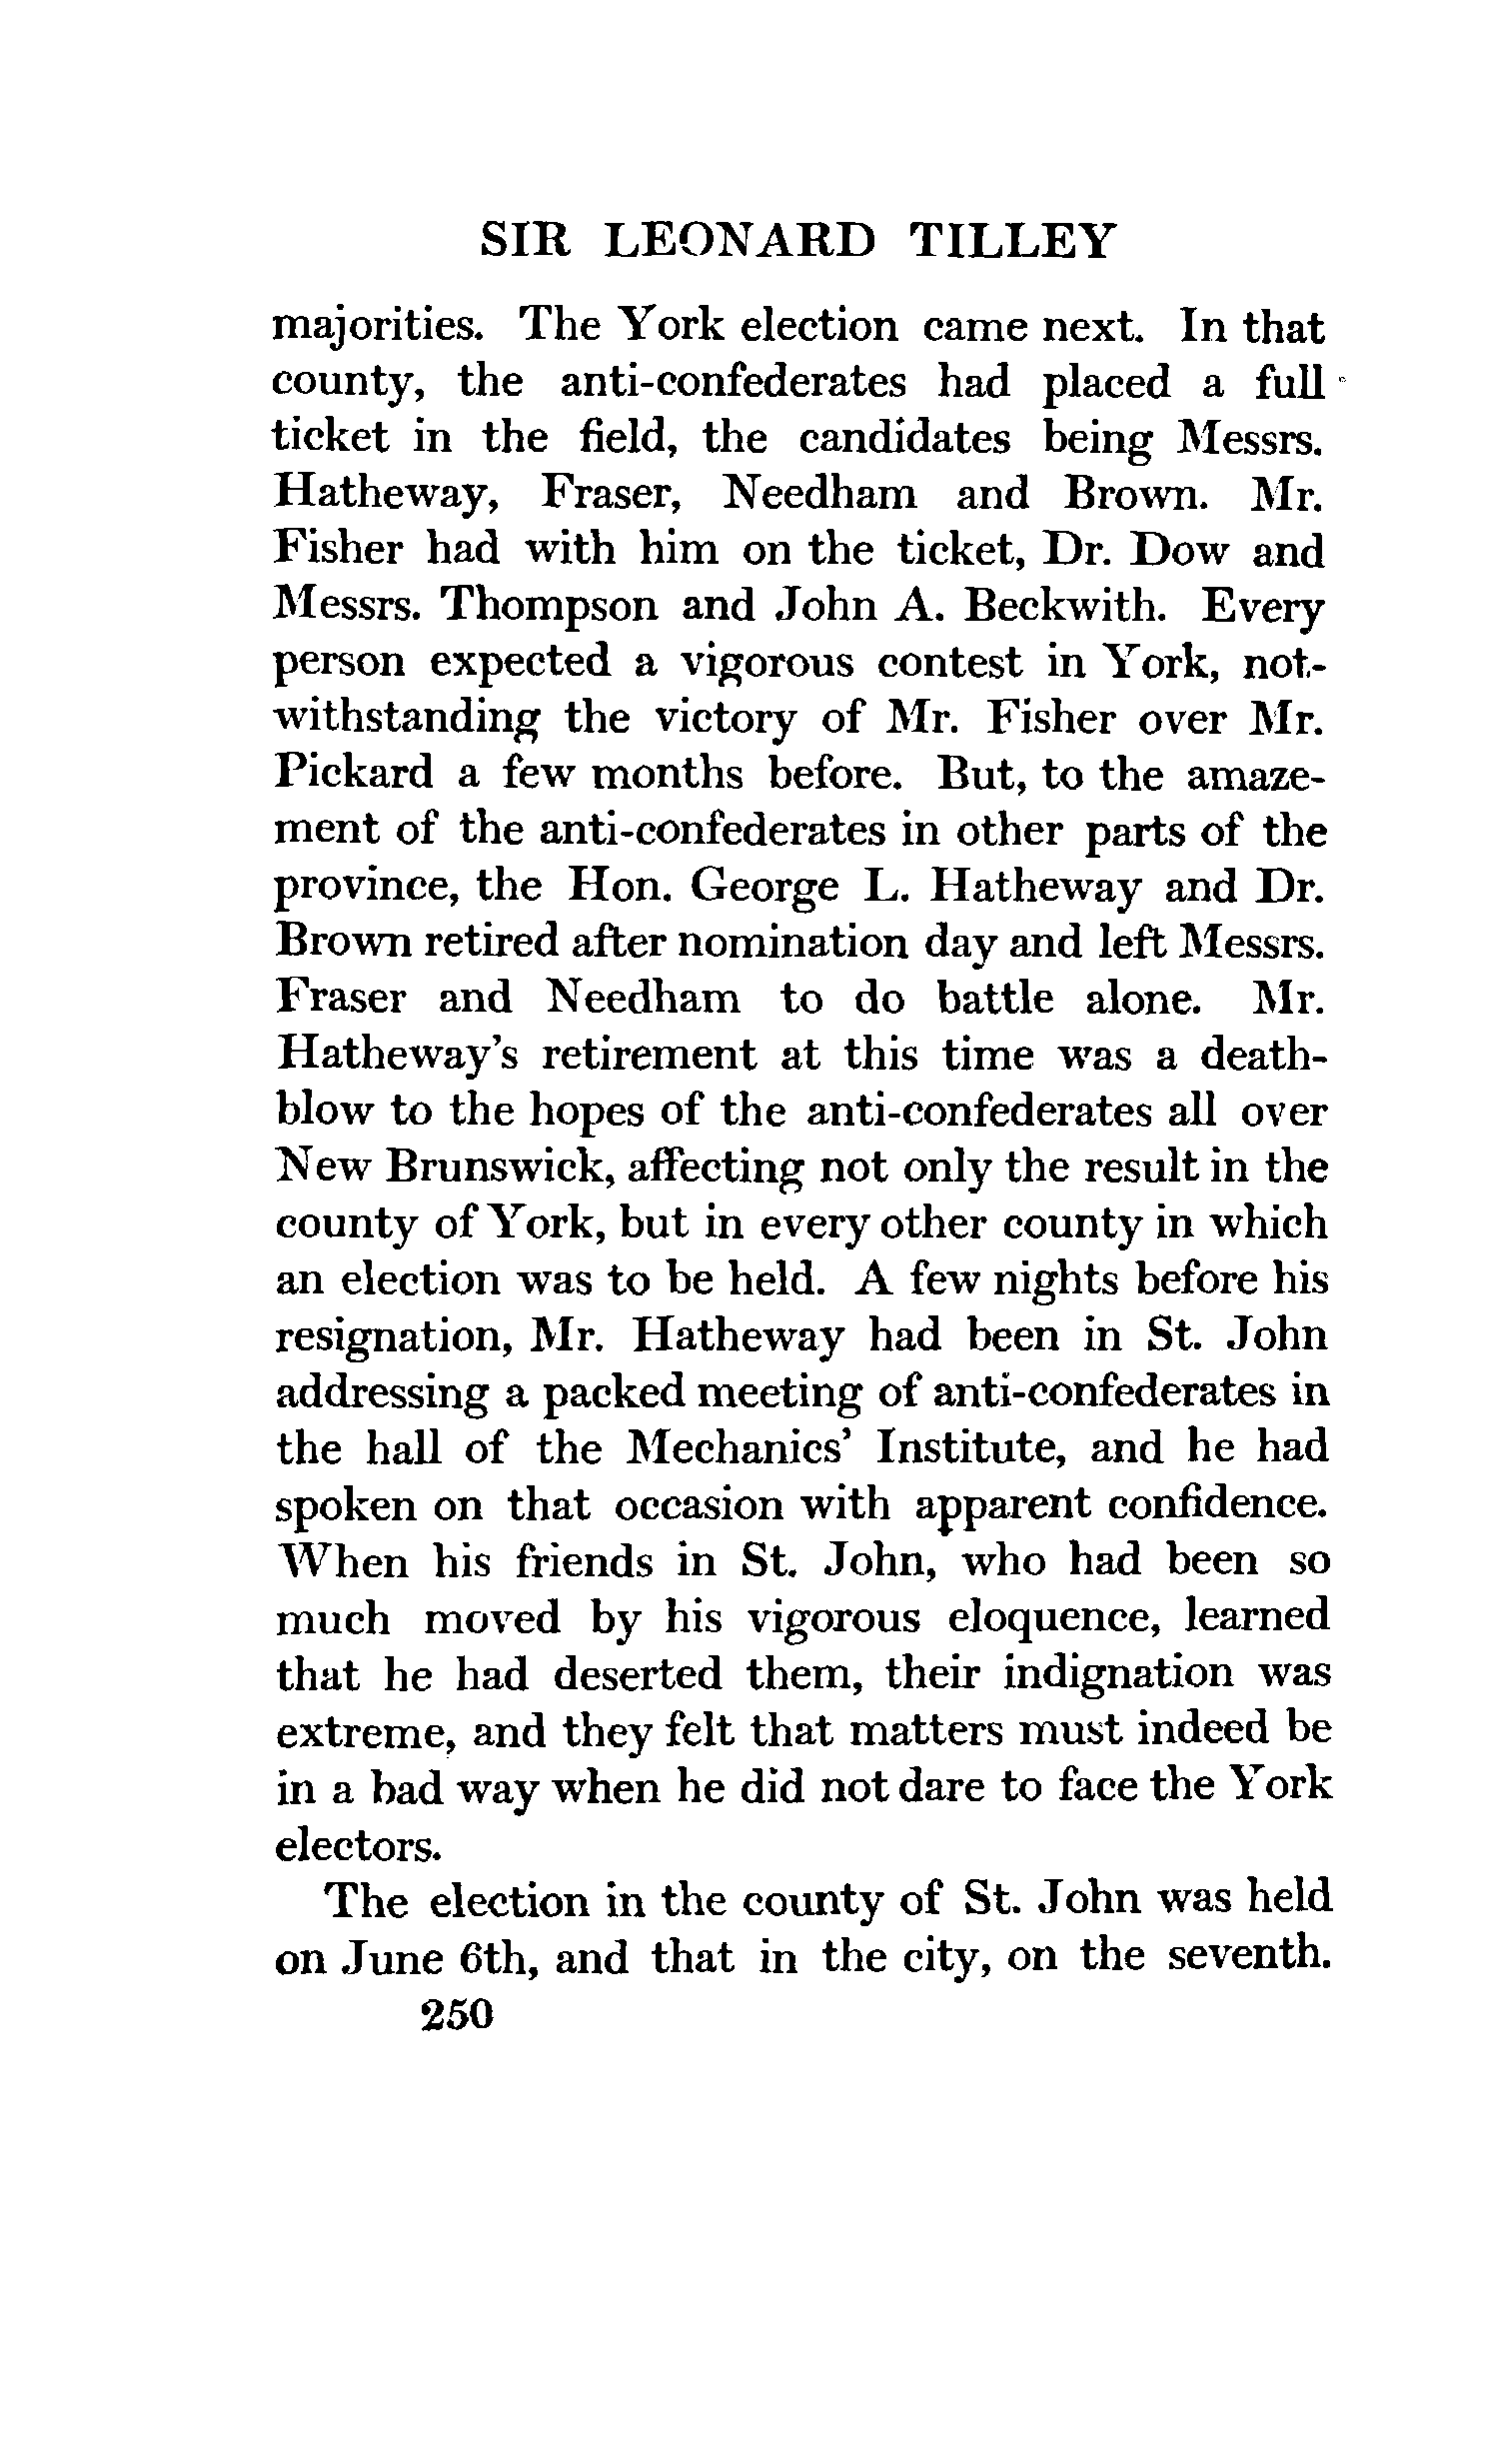 SIR LEONARD TILLEY
majorities. The York election came next. In that
county, the anti-confederates had placed a full
ticket in the field, the candidates being Messrs.
Hatheway, Fraser, Needham and Brown. Mr.
Fisher had with him on the ticket, Dr. Dow and
Messrs. Thompson and John A. Beckwith. Every
person expected a vigorous contest in York, not-
withstanding the victory of Mr. Fisher over Mr.
Pickard a few months before. But, to the amaze-
ment of the anti-confederates in other parts of the
province, the Hon. George L. Hatheway and Dr.
Brown retired after nomination day and left Messrs.
Fraser and Needham to do battle alone. Mr.
Hatheway's retirement at this time was a death-
blow to the hopes of the anti-confederates all over
New Brunswick, affecting not only the result in the
county of York, but in every other county in which
an election was to be held. A few nights before his
resignation, Mr. Hatheway had been in St. John
addressing a packed meeting of anti-confederates in
the hall of the Mechanics' Institute, and he had
spoken on that occasion with apparent confidence.
When his friends in St. John, who had been so
much moved by his vigorous eloquence, learned
that he had deserted them, their indignation was
extreme, and they felt that matters must indeed be
in a bad way when he did not dare to face the York
electors.
The election in the county of St. John was held
on June 6th, and that in the city, on the seventh.
250